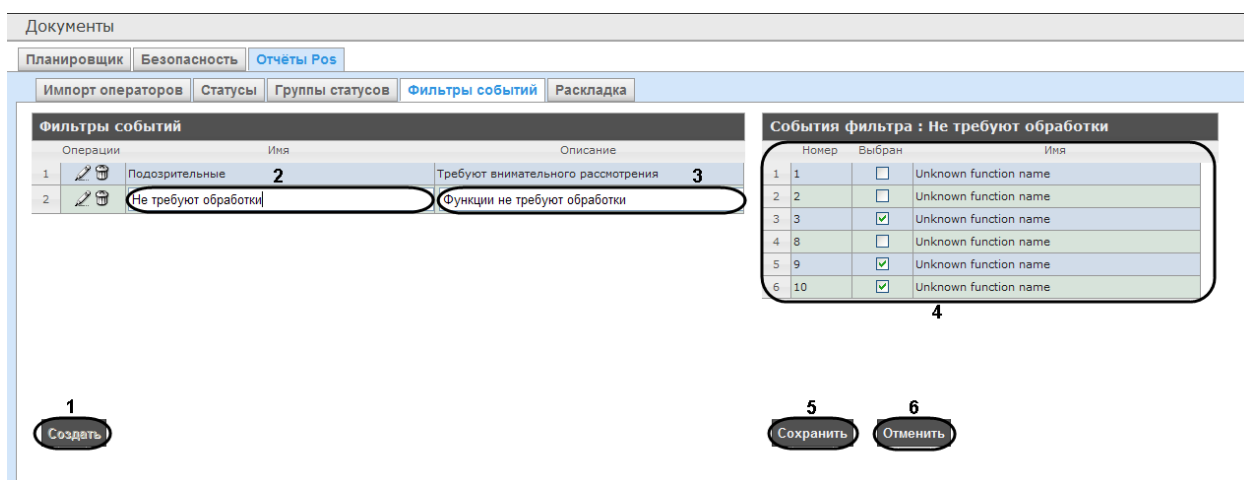 Документы
Планировщик Безопасность Отчёты Pos
Импорт операторов Статусы Группы статусов Фильтры событий Раскладка
Фильтры событий
Операции Имя Описание
1 Подозрительные 2 Требуют внимательного рассмотрения 3
2 Не требуют обработки Функции не требуют обработки
События фильтра : Не требуют обработки
Номер Выбран Имя
1 1 Unknown function name
2 2 Unknown function name
3 3 Unknown function name
4 8 Unknown function name
5 9 Unknown function name
6 10 Unknown function name
4
1
Создать
5 6
Сохранить Отменить